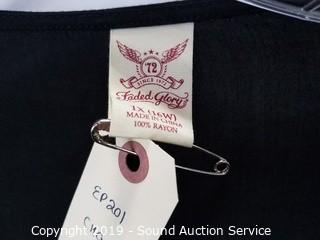 72
SINCE 1972
Faded Glory
1X (16W)
MADE IN CHINA
100% RAYON
EP201
Copyright 2019 - Sound Auction Service